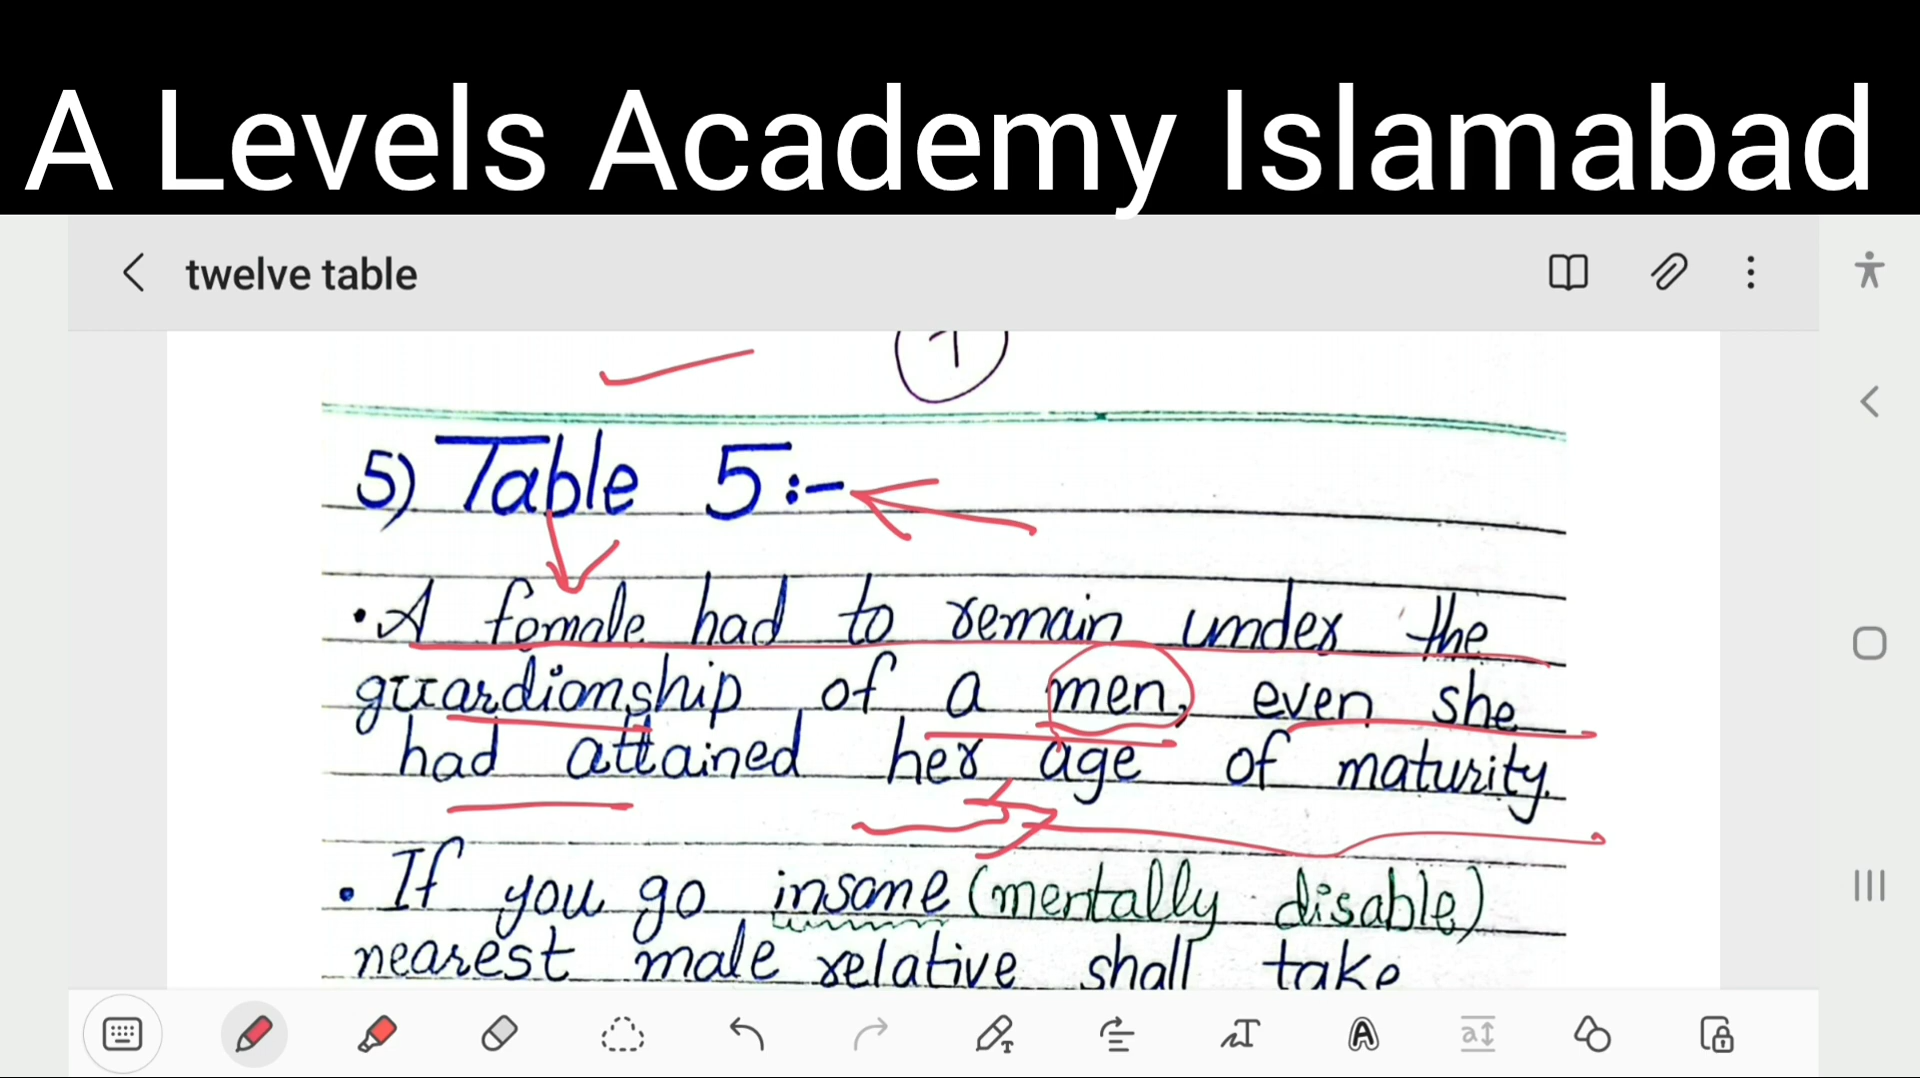 A Levels Academy Islamabad
twelve table
5) Table 5:-
• A female had to remain under the
guardianship of a men, even she
had attained her age of maturity.
• If you go insane (mentally disable)
nearest male relative shall take